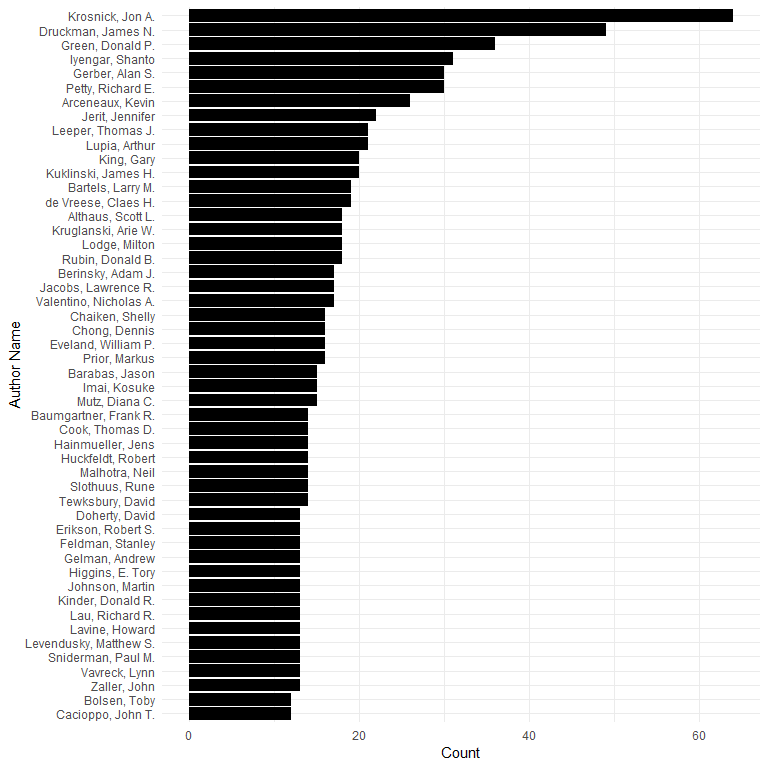 Krosnick, Jon A.
Druckman, James N.
Green, Donald P.
Iyengar, Shanto
Gerber, Alan S.
Petty, Richard E.
Arceneaux, Kevin
Jerit, Jennifer
Leeper, Thomas J.
Lupia, Arthur
King, Gary
Kuklinski, James H.
Bartels, Larry M.
de Vreese, Claes H.
Althaus, Scott L.
Kruglanski, Arie W.
Lodge, Milton
Rubin, Donald B.
Berinsky, Adam J.
Jacobs, Lawrence R.
Valentino, Nicholas A.
Chaiken, Shelly
Chong, Dennis
Eveland, William P.
Prior, Markus
Barabas, Jason
Imai, Kosuke
Mutz, Diana C.
Baumgartner, Frank R.
Cook, Thomas D.
Hainmueller, Jens
Huckfeldt, Robert
Malhotra, Neil
Slothuus, Rune
Tewksbury, David
Doherty, David
Erikson, Robert S.
Feldman, Stanley
Gelman, Andrew
Higgins, E. Tory
Johnson, Martin
Kinder, Donald R.
Lau, Richard R.
Lavine, Howard
Levendusky, Matthew S.
Sniderman, Paul M.
Vavreck, Lynn
Zaller, John
Bolsen, Toby
Cacioppo, John T.
Author Name
0 20 40 60
Count